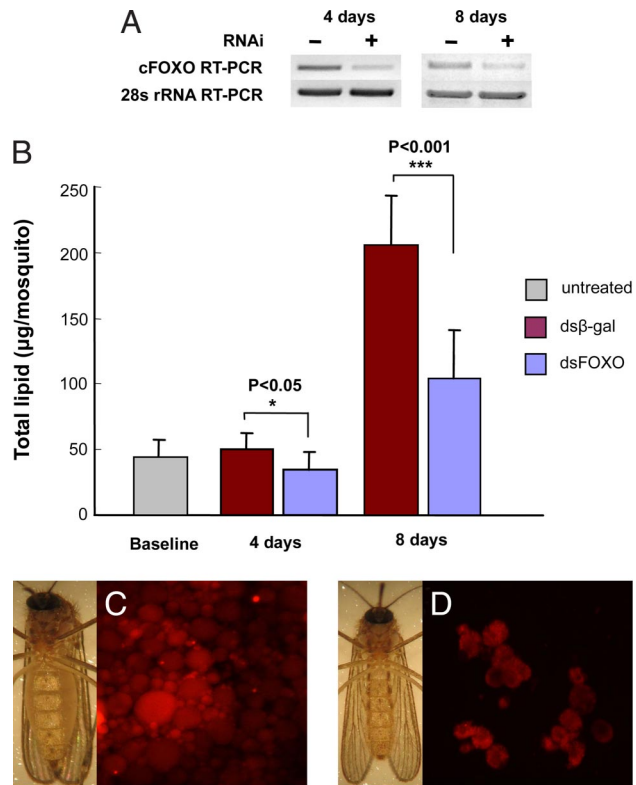 A
4 days
8 days
RNAi
– + – +
cFOXO RT-PCR
28s rRNA RT-PCR
B
Total lipid (µg/mosquito)
250
200
150
100
50
0
P<0.05
*
P<0.001
***
untreated
dsβ-gal
dsFOXO
Baseline
4 days
8 days
C
D